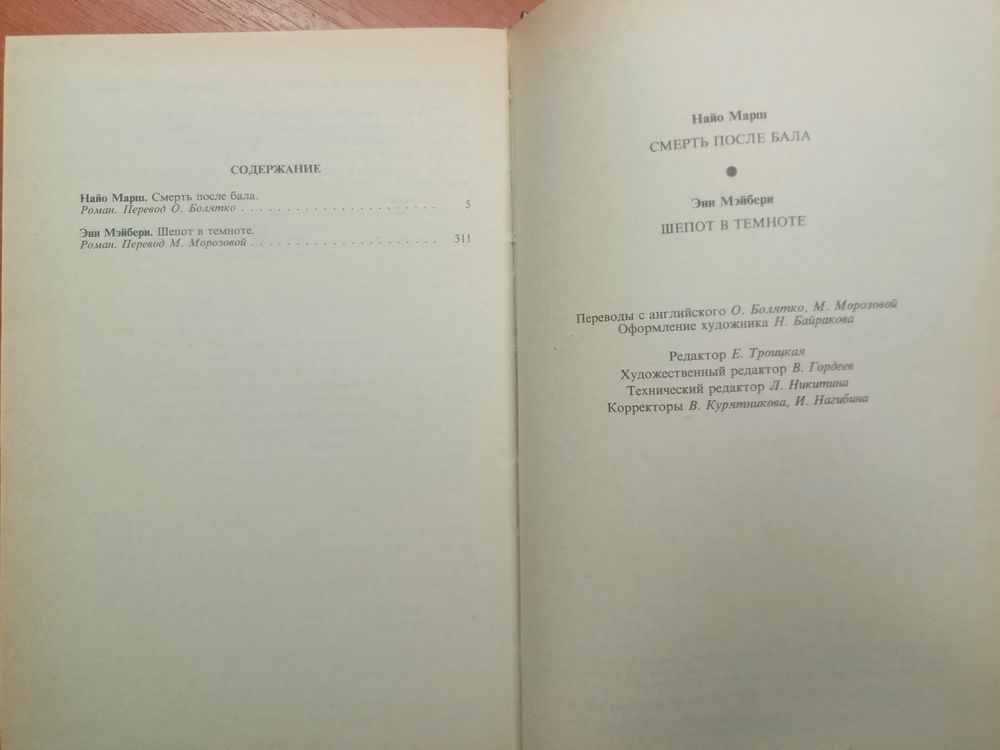 СОДЕРЖАНИЕ
Найо Марш. Смерть после бала.
Роман. Перевод О. Болятко . . . . . . . . . . . . . . . . . . . . . . 5
Энн Мэйбери. Шепот в темноте.
Роман. Перевод М. Морозовой . . . . . . . . . . . . . . . . . . . . . 311
Найо Марш
СМЕРТЬ ПОСЛЕ БАЛА
●
Энн Мэйбери
ШЕПОТ В ТЕМНОТЕ
Переводы с английского О. Болятко, М. Морозовой
Оформление художника Н. Байракова
Редактор Е. Троицкая
Художественный редактор В. Гордеев
Технический редактор Л. Никитина
Корректоры В. Курятникова, И. Нагибина